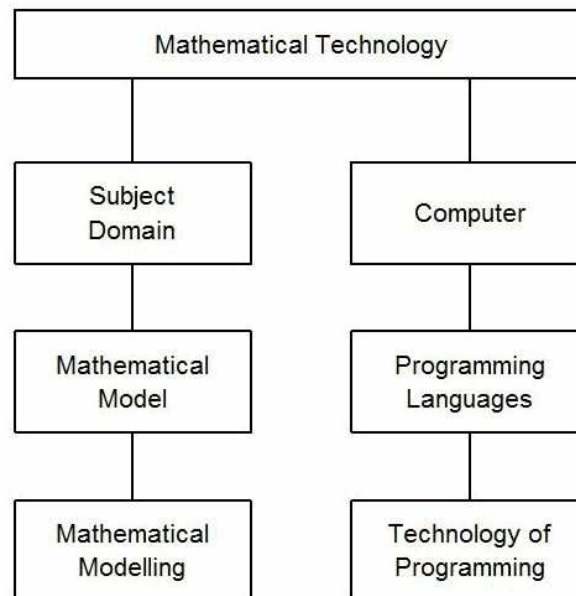 Mathematical Technology
Subject
Domain
Computer
Mathematical
Model
Programming
Languages
Mathematical
Modelling
Technology of
Programming